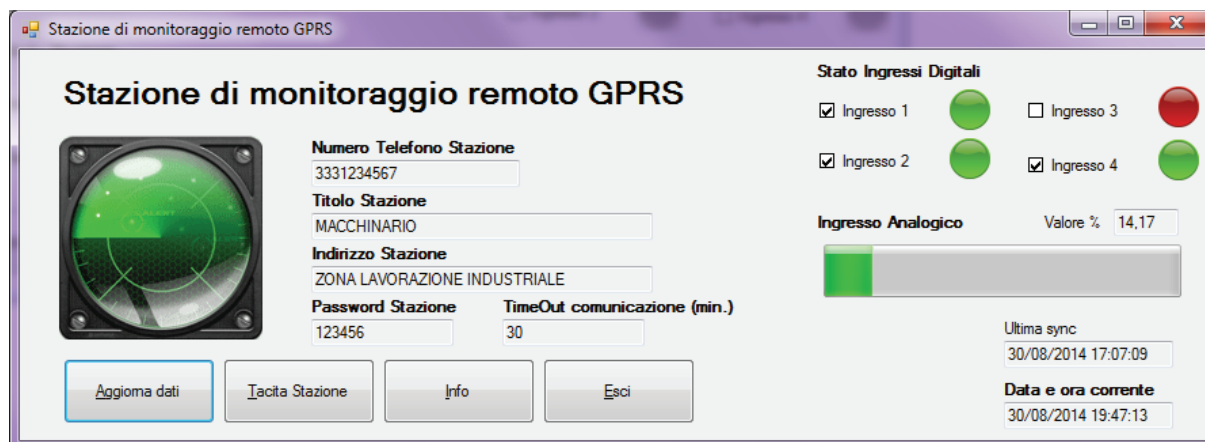 Stazione di monitoraggio remoto GPRS
Stazione di monitoraggio remoto GPRS
Numero Telefono Stazione
3331234567
Titolo Stazione
MACCHINARIO
Indirizzo Stazione
ZONA LAVORAZIONE INDUSTRIALE
Password Stazione
123456
TimeOut comunicazione (min.)
30
Aggiorna dati
Tacita Stazione
Info
Esci
Stato Ingressi Digitali
Ingresso 1
Ingresso 3
Ingresso 2
Ingresso 4
Ingresso Analogico
Valore % 14,17
Ultima sync
30/08/2014 17:07:09
Data e ora corrente
30/08/2014 19:47:13